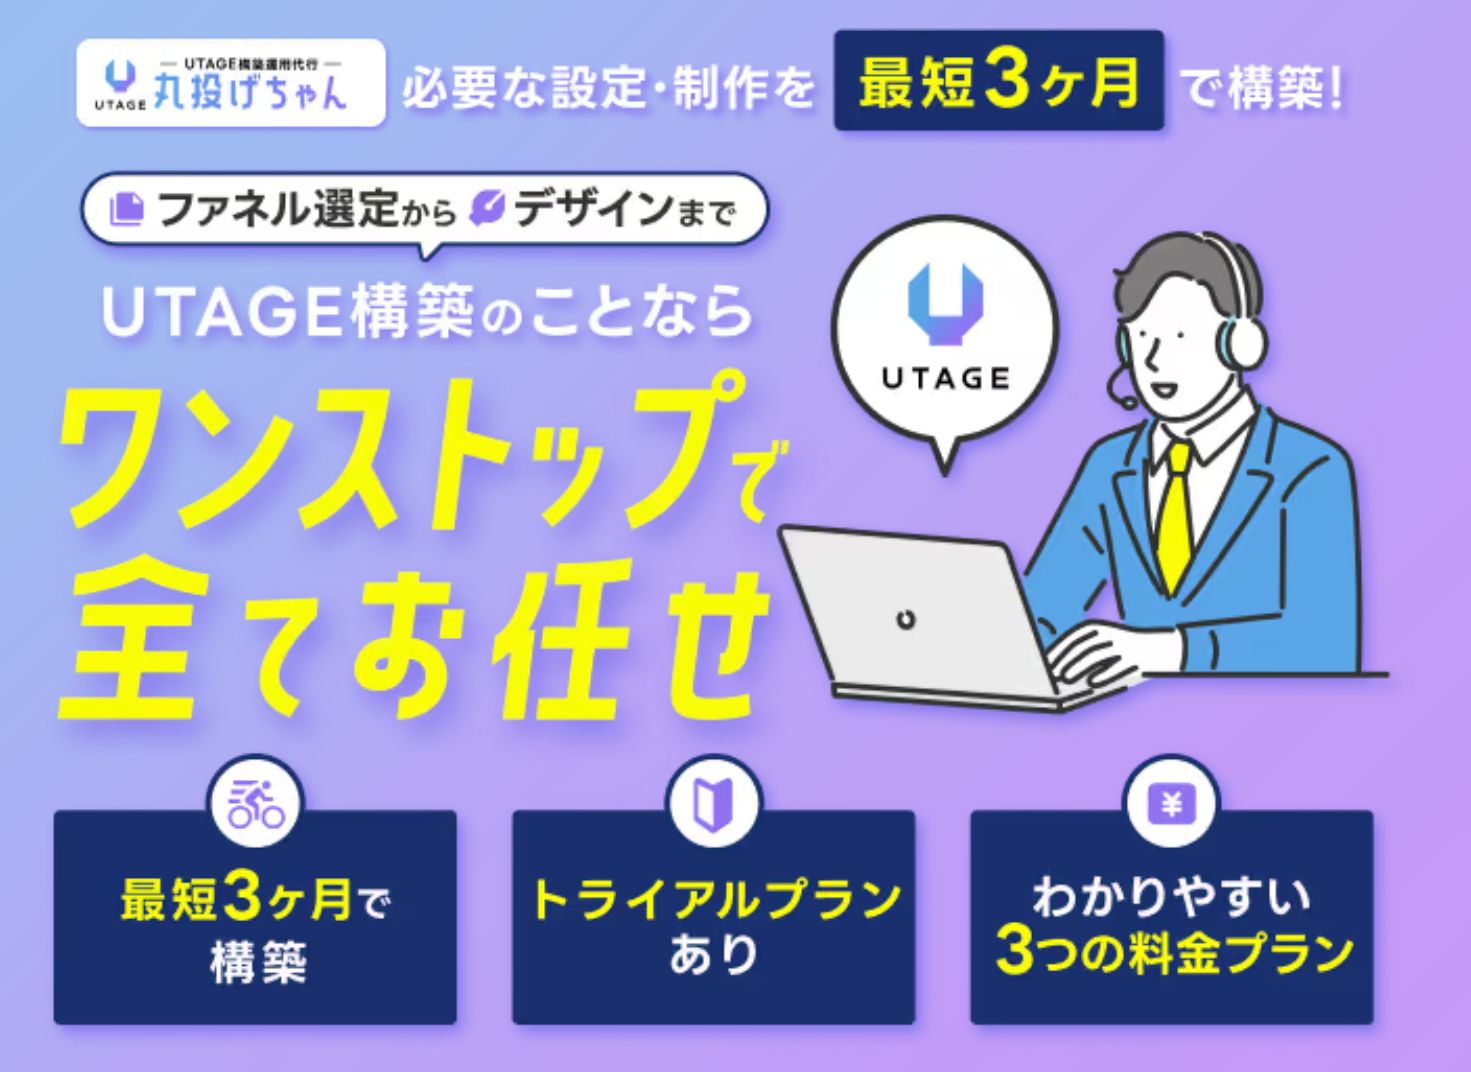 UTAGE構築運用代行
UTAGE 丸投げちゃん
必要な設定・制作を 最短3ヶ月 で構築!
ファネル選定から デザインまで
UTAGE構築のことなら
ワンストップで
全てお任せ
UTAGE
最短3ヶ月で
構築
トライアルプラン
あり
¥
わかりやすい
3つの料金プラン